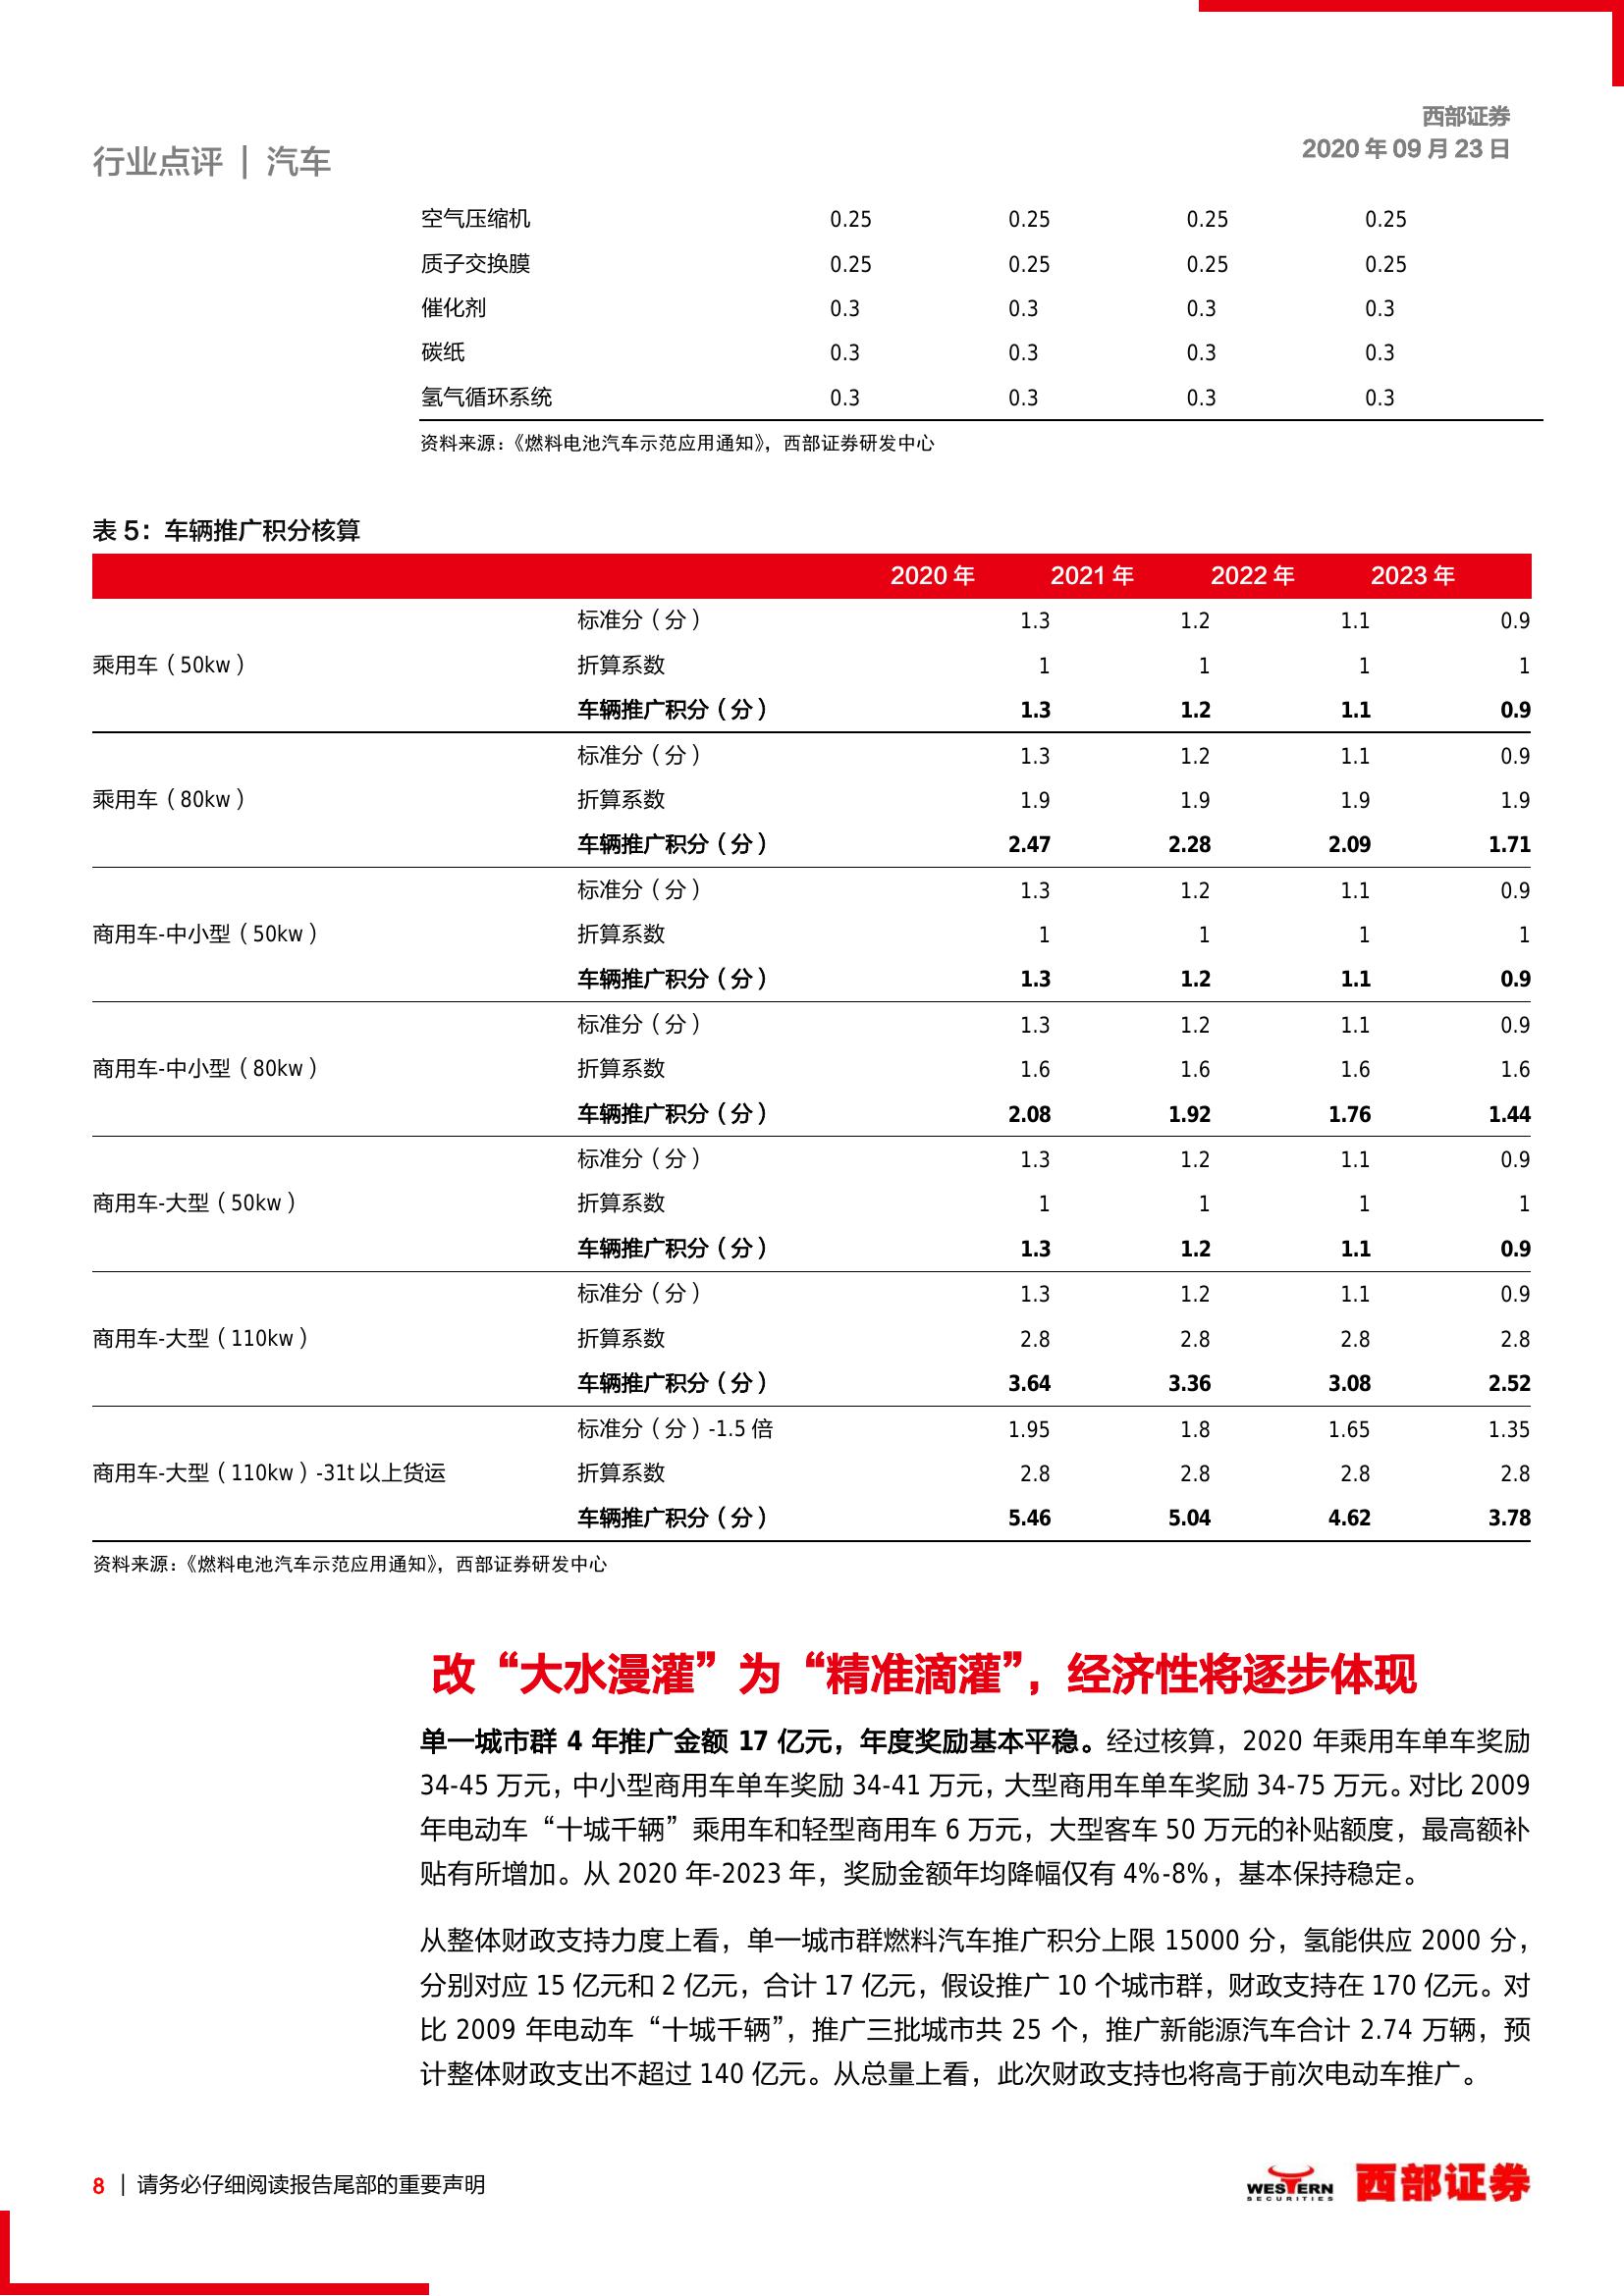 西部证券
2020 年 09 月 23 日
行业点评 | 汽车
空气压缩机 0.25 0.25 0.25 0.25
质子交换膜 0.25 0.25 0.25 0.25
催化剂 0.3 0.3 0.3 0.3
碳纸 0.3 0.3 0.3 0.3
氢气循环系统 0.3 0.3 0.3 0.3
资料来源：《燃料电池汽车示范应用通知》，西部证券研发中心
表 5：车辆推广积分核算
2020 年 2021 年 2022 年 2023 年
标准分（分） 1.3 1.2 1.1 0.9
乘用车（50kw） 折算系数 1 1 1 1
车辆推广积分（分） 1.3 1.2 1.1 0.9
标准分（分） 1.3 1.2 1.1 0.9
乘用车（80kw） 折算系数 1.9 1.9 1.9 1.9
车辆推广积分（分） 2.47 2.28 2.09 1.71
标准分（分） 1.3 1.2 1.1 0.9
商用车-中小型（50kw） 折算系数 1 1 1 1
车辆推广积分（分） 1.3 1.2 1.1 0.9
标准分（分） 1.3 1.2 1.1 0.9
商用车-中小型（80kw） 折算系数 1.6 1.6 1.6 1.6
车辆推广积分（分） 2.08 1.92 1.76 1.44
标准分（分） 1.3 1.2 1.1 0.9
商用车-大型（50kw） 折算系数 1 1 1 1
车辆推广积分（分） 1.3 1.2 1.1 0.9
标准分（分） 1.3 1.2 1.1 0.9
商用车-大型（110kw） 折算系数 2.8 2.8 2.8 2.8
车辆推广积分（分） 3.64 3.36 3.08 2.52
标准分（分）-1.5 倍 1.95 1.8 1.65 1.35
商用车-大型（110kw）-31t 以上货运 折算系数 2.8 2.8 2.8 2.8
车辆推广积分（分） 5.46 5.04 4.62 3.78
资料来源：《燃料电池汽车示范应用通知》，西部证券研发中心
改“大水漫灌”为“精准滴灌”，经济性将逐步体现
单一城市群 4 年推广金额 17 亿元，年度奖励基本平稳。经过核算，2020 年乘用车单车奖励
34-45 万元，中小型商用车单车奖励 34-41 万元，大型商用车单车奖励 34-75 万元。对比 2009
年电动车“十城千辆”乘用车和轻型商用车 6 万元，大型客车 50 万元的补贴额度，最高额补
贴有所增加。从 2020 年-2023 年，奖励金额年均降幅仅有 4%-8%，基本保持稳定。
从整体财政支持力度上看，单一城市群燃料汽车推广积分上限 15000 分，氢能供应 2000 分，
分别对应 15 亿元和 2 亿元，合计 17 亿元，假设推广 10 个城市群，财政支持在 170 亿元。对
比 2009 年电动车“十城千辆”，推广三批城市共 25 个，推广新能源汽车合计 2.74 万辆，预
计整体财政支出不超过 140 亿元。从总量上看，此次财政支持也将高于前次电动车推广。
8 | 请务必仔细阅读报告尾部的重要声明
WESTERN
SECURITIES
西部证券